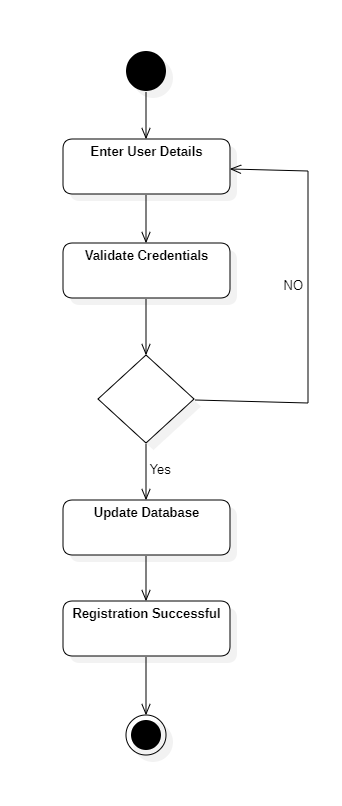 Enter User Details
Validate Credentials
NO
Yes
Update Database
Registration Successful